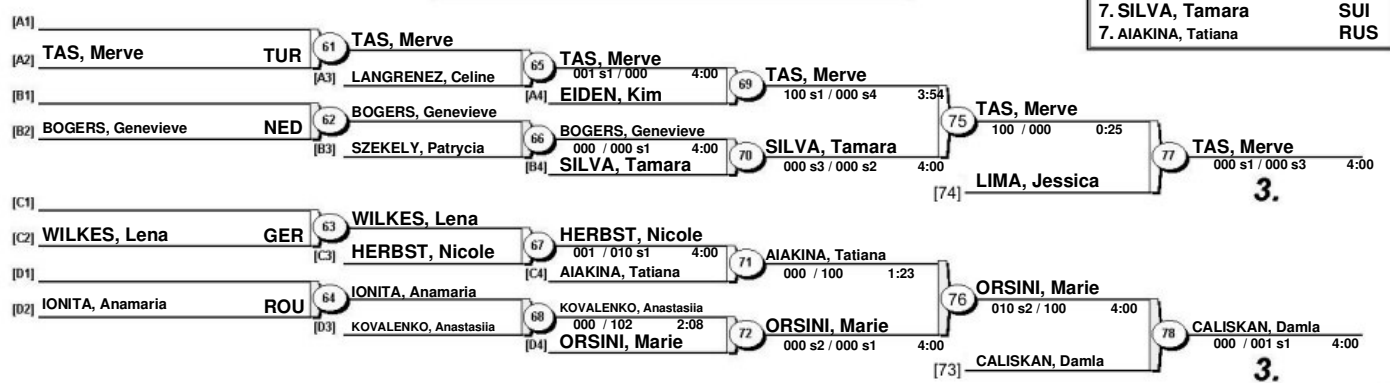 7. SILVA, Tamara SUI
7. AIAKINA, Tatiana RUS
[A1]
[A2] TAS, Merve TUR
61
TAS, Merve
[A3] LANGRENEZ, Celine
65
TAS, Merve
001 s1 / 000 4:00
[A4] EIDEN, Kim
69
TAS, Merve
100 s1 / 000 s4 3:54
[B1]
[B2] BOGERS, Genevieve NED
62
BOGERS, Genevieve
[B3] SZEKELY, Patrycia
66
BOGERS, Genevieve
000 / 000 s1 4:00
[B4] SILVA, Tamara
70
SILVA, Tamara
000 s3 / 000 s2 4:00
75
TAS, Merve
100 / 000 0:25
[74] LIMA, Jessica
77
TAS, Merve
000 s1 / 000 s3 4:00
3.
[C1]
[C2] WILKES, Lena GER
63
WILKES, Lena
[C3] HERBST, Nicole
67
HERBST, Nicole
001 / 010 s1 4:00
[C4] AIAKINA, Tatiana
71
AIAKINA, Tatiana
000 / 100 1:23
[D1]
[D2] IONITA, Anamaria ROU
64
IONITA, Anamaria
[D3] KOVALENKO, Anastasiia
68
KOVALENKO, Anastasiia
000 / 102 2:08
[D4] ORSINI, Marie
72
ORSINI, Marie
000 s2 / 000 s1 4:00
76
ORSINI, Marie
010 s2 / 100 4:00
[73] CALISKAN, Damla
78
CALISKAN, Damla
000 / 001 s1 4:00
3.